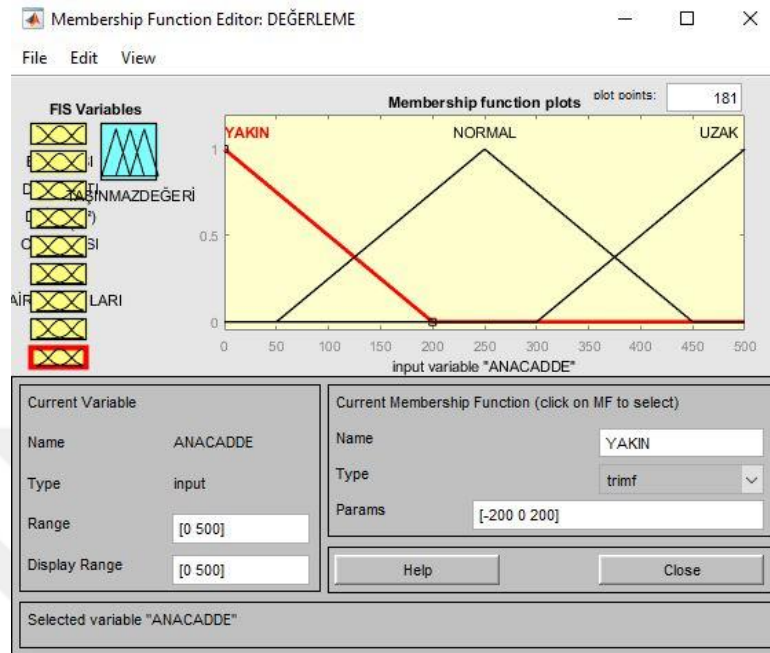 Membership Function Editor: DEĞERLEME
File Edit View
FIS Variables
TAŞINMAZDEĞERİ
LARI
Membership function plots
plot points:
181
YAKIN
NORMAL
UZAK
1
0.5
0
0 50 100 150 200 250 300 350 400 450 500
input variable "ANACADDE"
Current Variable
Name ANACADDE
Type input
Range [0 500]
Display Range [0 500]
Current Membership Function (click on MF to select)
Name YAKIN
Type trimf
Params [-200 0 200]
Help
Close
Selected variable "ANACADDE"